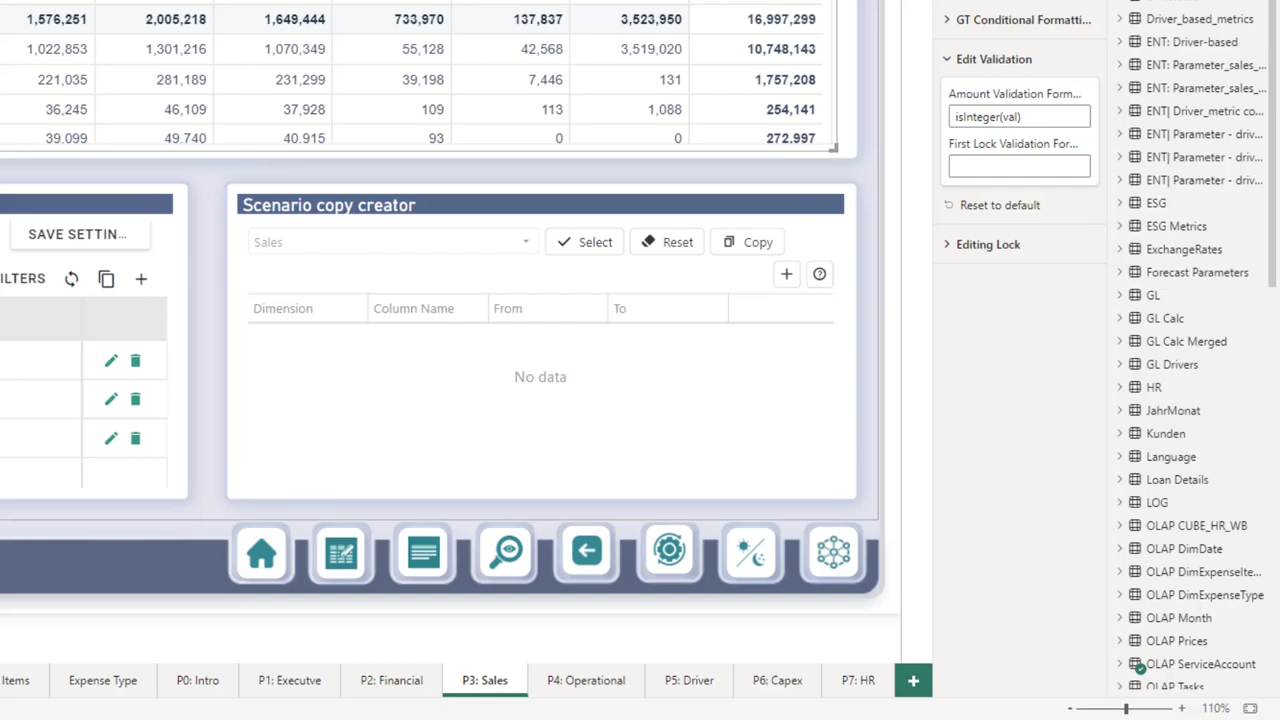 1,576,251 2,005,218 1,649,444 733,970 137,837 3,523,950 16,997,299
1,022,853 1,301,216 1,070,349 55,128 42,568 3,519,020 10,748,143
221,035 281,189 231,299 39,198 7,446 131 1,757,208
36,245 46,109 37,928 109 113 1,088 254,141
39,099 49,740 40,915 93 0 0 272,997
SAVE SETTIN...
ILTERS
Scenario copy creator
Sales Select Reset Copy
Dimension Column Name From To
No data
Items Expense Type P0: Intro P1: Executve P2: Financial P3: Sales P4: Operational P5: Driver P6: Capex P7: HR
GT Conditional Formatti...
Edit Validation
Amount Validation Form...
isInteger(val)
First Lock Validation For...
Reset to default
Editing Lock
Driver_based_metrics
ENT: Driver-based
ENT: Parameter_sales_...
ENT: Parameter_sales_...
ENT| Driver_metric co...
ENT| Parameter - driv...
ENT| Parameter - driv...
ENT| Parameter - driv...
ESG
ESG Metrics
ExchangeRates
Forecast Parameters
GL
GL Calc
GL Calc Merged
GL Drivers
HR
JahrMonat
Kunden
Language
Loan Details
LOG
OLAP CUBE_HR_WB
OLAP DimDate
OLAP DimExpenseIte...
OLAP DimExpenseType
OLAP Month
OLAP Prices
OLAP ServiceAccount
OLAP Tasks
- + 110%